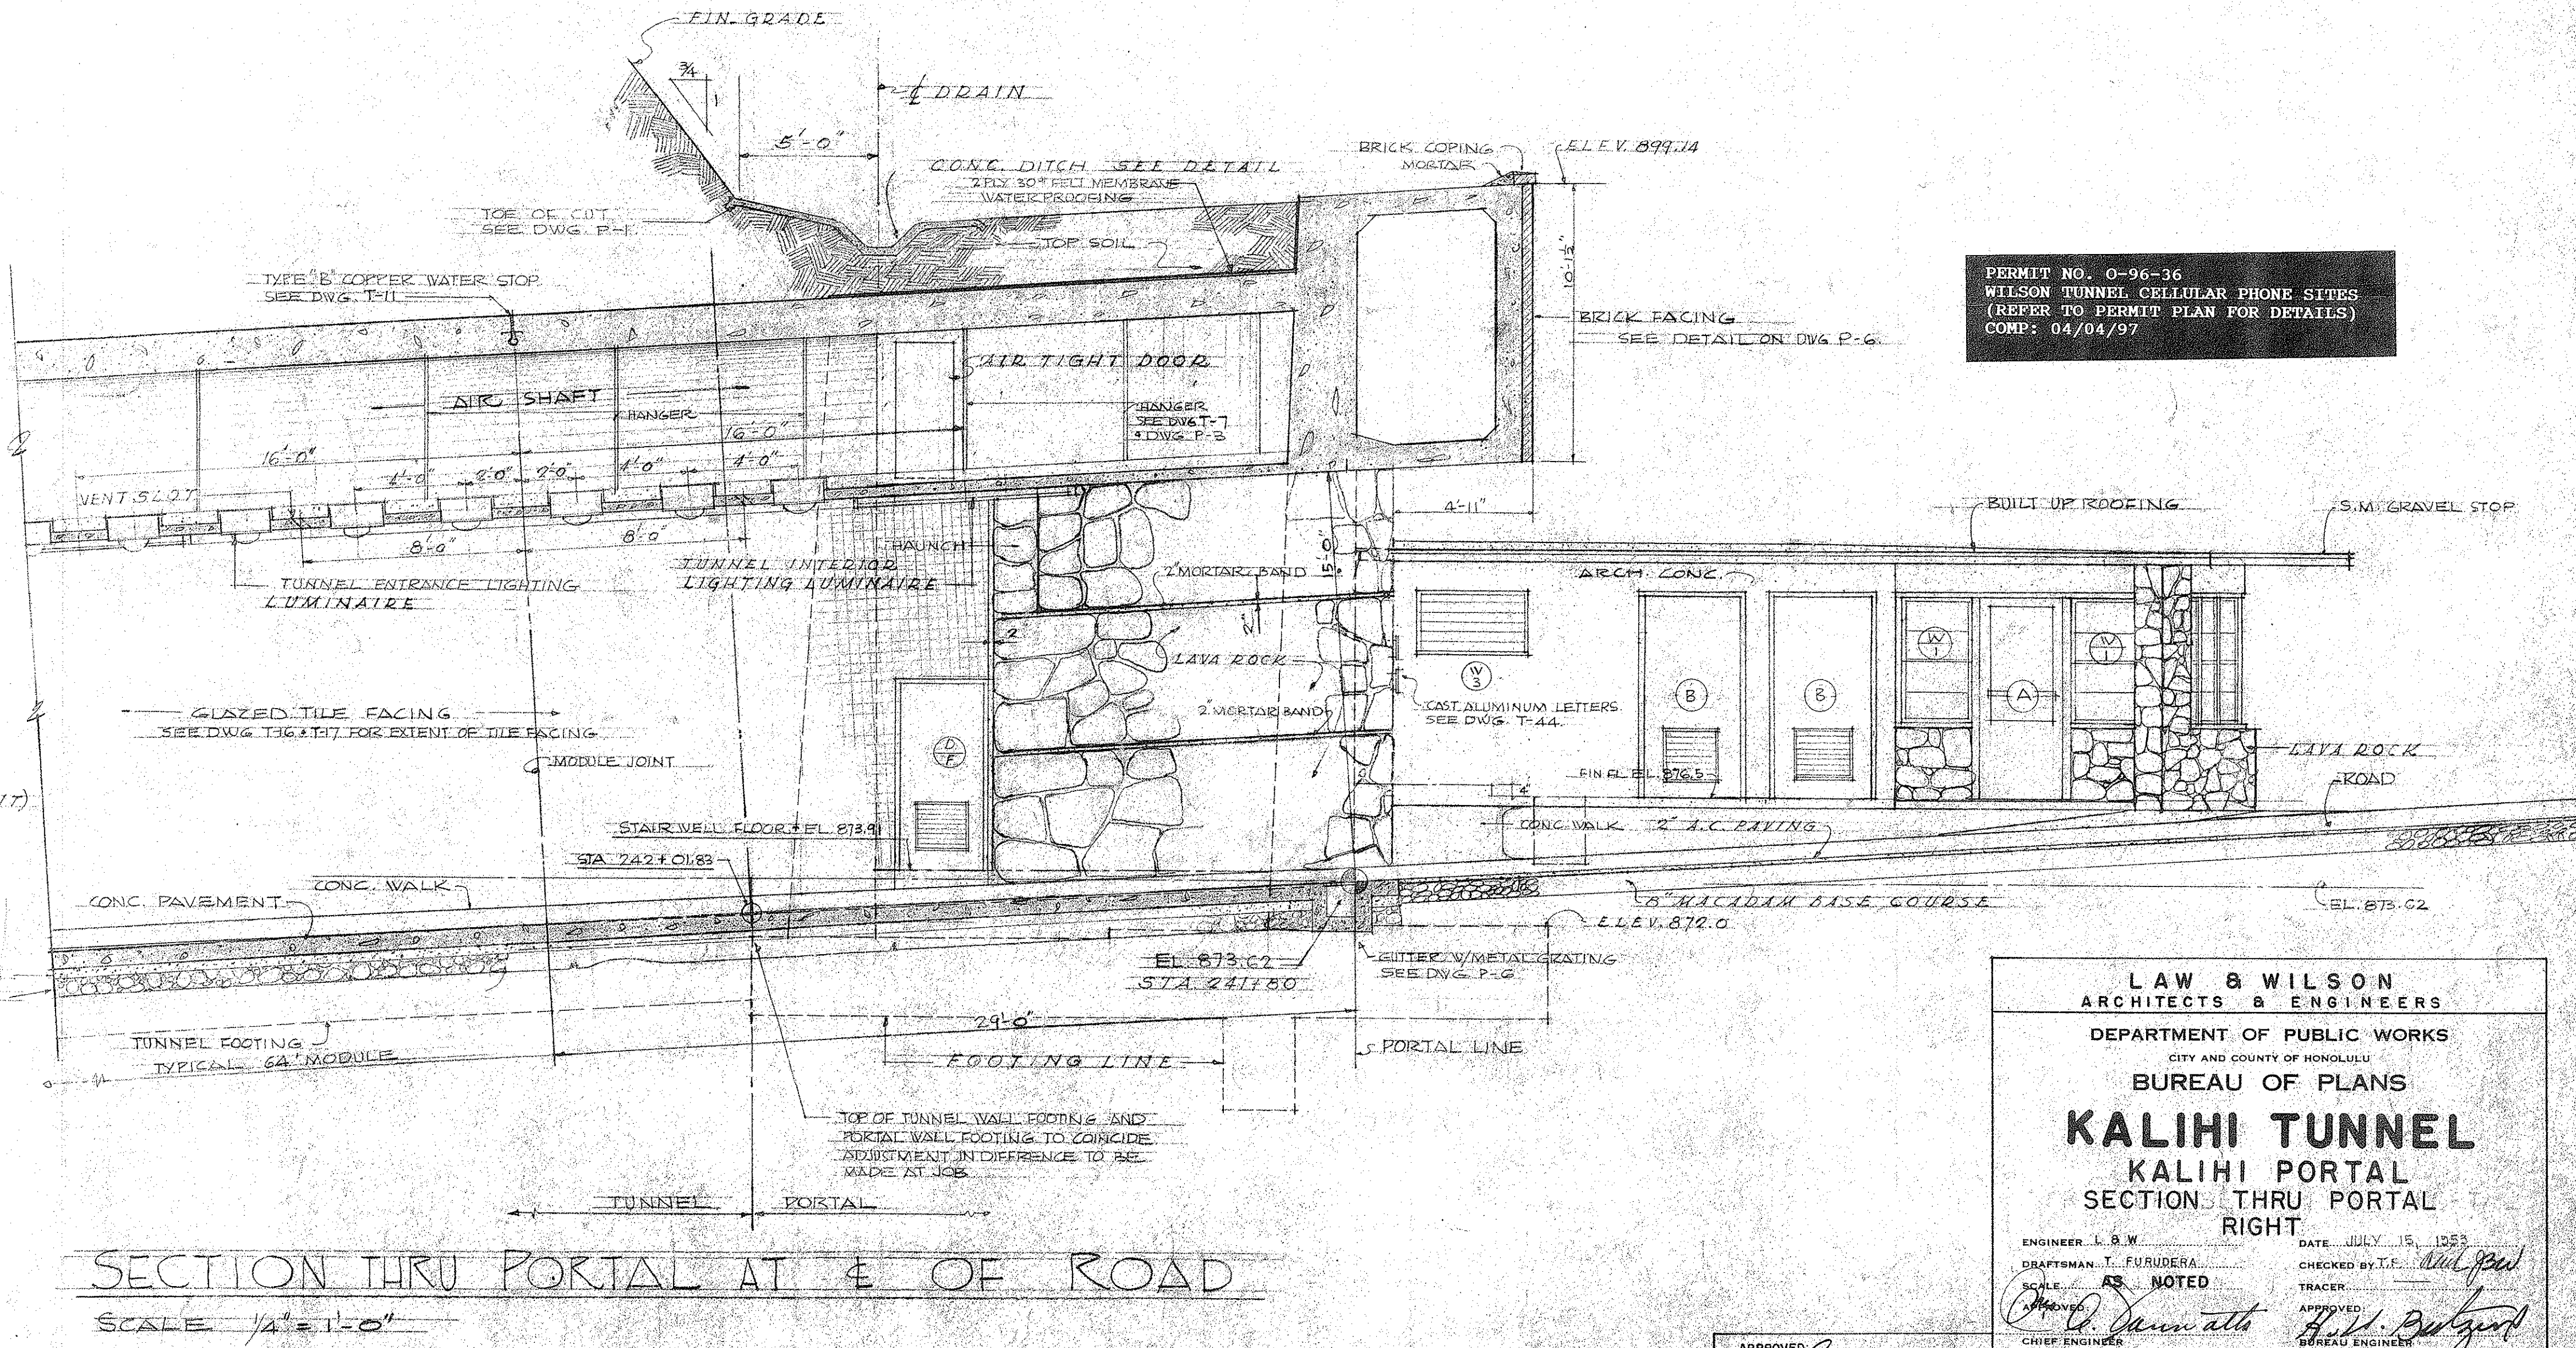 FIN. GRADE
3/4
1
℄ DRAIN
5'-0"
CONC. DITCH SEE DETAIL
2 PLY 30# FELT MEMBRANE
WATERPROOFING
BRICK COPING
MORTAR
ELEV. 899.14
TOE OF CUT
SEE DWG. P-1
TOP SOIL
10'-1½"
TYPE "B" COPPER WATER STOP
SEE DWG. T-11
BRICK FACING
SEE DETAIL ON DWG P-6
PERMIT NO. O-96-36
WILSON TUNNEL CELLULAR PHONE SITES
(REFER TO PERMIT PLAN FOR DETAILS)
COMP: 04/04/97
AIR TIGHT DOOR
AIR SHAFT
HANGER
HANGER
SEE DWG T-7
& DWG P-3
16'-0"
16'-0"
4'-0"
2'-0"
2'-0"
4'-0"
4'-0"
VENT SLOT
8'-0"
8'-0"
HAUNCH
4'-11"
15'-0"
BUILT UP ROOFING
S.M. GRAVEL STOP
TUNNEL ENTRANCE LIGHTING
LUMINAIRE
TUNNEL INTERIOR
LIGHTING LUMINAIRE
2" MORTAR BAND
ARCH. CONC.
2"
2"
LAVA ROCK
W
3
W
1
W
1
B
B
A
2" MORTAR BAND
CAST ALUMINUM LETTERS
SEE DWG. T-44
GLAZED TILE FACING
SEE DWG T-16 & T-17 FOR EXTENT OF TILE FACING
MODULE JOINT
D
F
LAVA ROCK
ROAD
FIN FL. EL. 876.5
4"
STAIR WELL FLOOR EL. 873.91
CONC. WALK
2" A.C. PAVING
STA 242+01.83
CONC. WALK
CONC. PAVEMENT
8" MACADAM BASE COURSE
ELEV. 872.0
EL. 873.62
EL 873.62
STA 241+80
GUTTER W/METAL GRATING
SEE DWG P-6
29'-0"
TUNNEL FOOTING
TYPICAL 64' MODULE
FOOTING LINE
PORTAL LINE
TOP OF TUNNEL WALL FOOTING AND
PORTAL WALL FOOTING TO COINCIDE
ADJUSTMENT IN DIFFRENCE TO BE
MADE AT JOB
TUNNEL
PORTAL
SECTION THRU PORTAL AT ℄ OF ROAD
SCALE 1/4" = 1'-0"
LAW & WILSON
ARCHITECTS & ENGINEERS
DEPARTMENT OF PUBLIC WORKS
CITY AND COUNTY OF HONOLULU
BUREAU OF PLANS
KALIHI TUNNEL
KALIHI PORTAL
SECTION THRU PORTAL
RIGHT
ENGINEER L & W
DATE JULY 15, 1953
DRAFTSMAN T. FURUDERA
CHECKED BY T.F.
SCALE AS NOTED
TRACER
APPROVED:
APPROVED:
CHIEF ENGINEER
BUREAU ENGINEER
APPROVED: